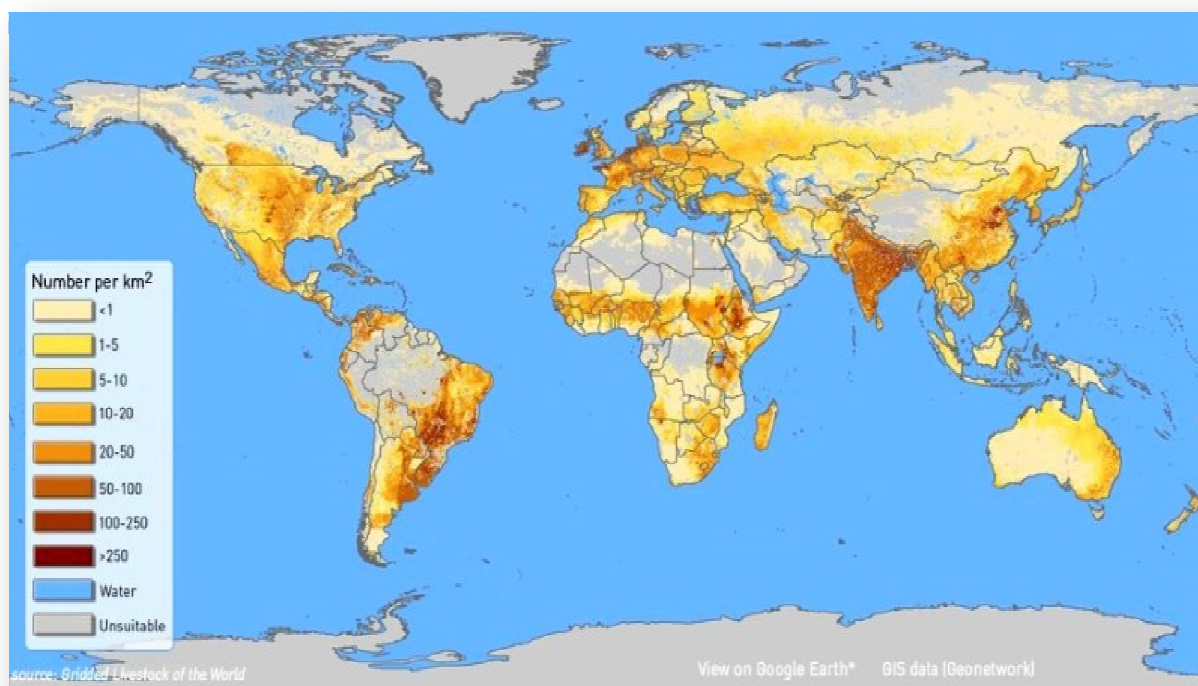 Number per km²
<1
1-5
5-10
10-20
20-50
50-100
100-250
>250
Water
Unsuitable
source: Gridded Livestock of the World
View on Google Earth* GIS data (Geonetwork)